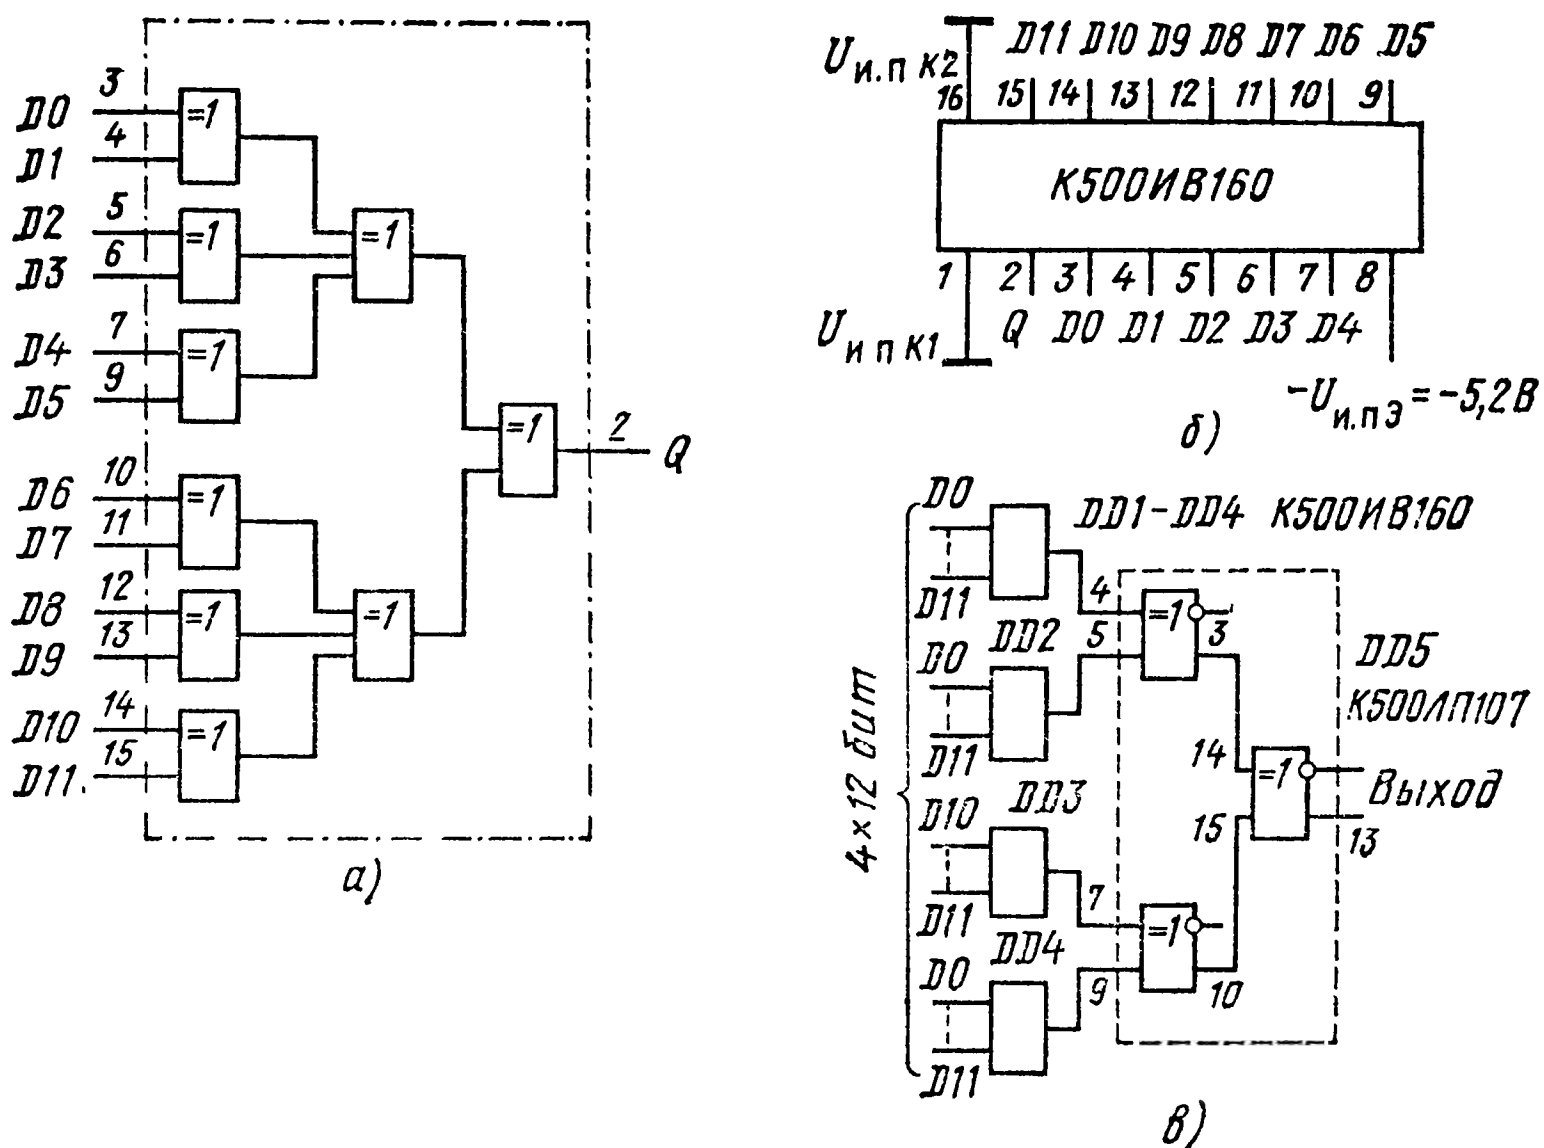 3
D0
=1
4
D1
5
D2
=1
6
D3
=1
7
D4
=1
9
D5
=1
2
Q
10
D6
=1
11
D7
12
D8
=1
=1
13
D9
14
D10
=1
15
D11.
а)
Uи.п к2
D11 D10 D9 D8 D7 D6 D5
16 15 14 13 12 11 10 9
К500ИВ160
1 2 3 4 5 6 7 8
Uи п к1
Q D0 D1 D2 D3 D4
-Uи.пэ = -5,2В
б)
D0
DD1-DD4 К500ИВ160
D11
4
=1
3
5
DD2
D0
DD5
К500ЛП107
D11
14
=1
Выход
DD3
D10
15
13
4×12 бит
7
D11
=1
DD4
D0
9
10
D11
в)